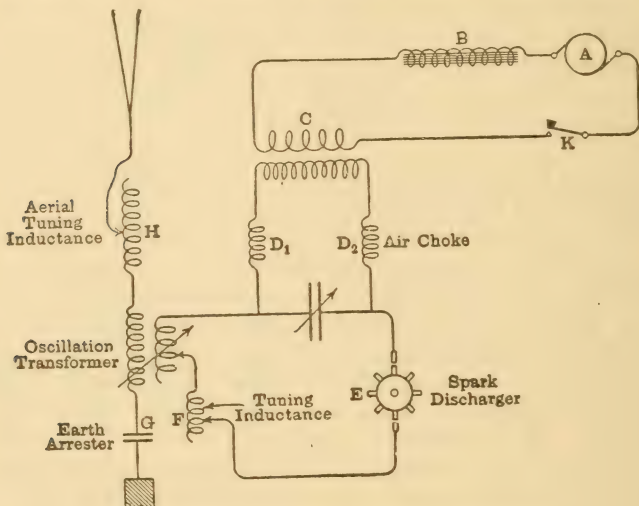 B
A
C
K
Aerial
Tuning
Inductance
H
D₁
D₂
Air Choke
Oscillation
Transformer
E
Spark
Discharger
Tuning
Inductance
F
Earth
Arrester
G